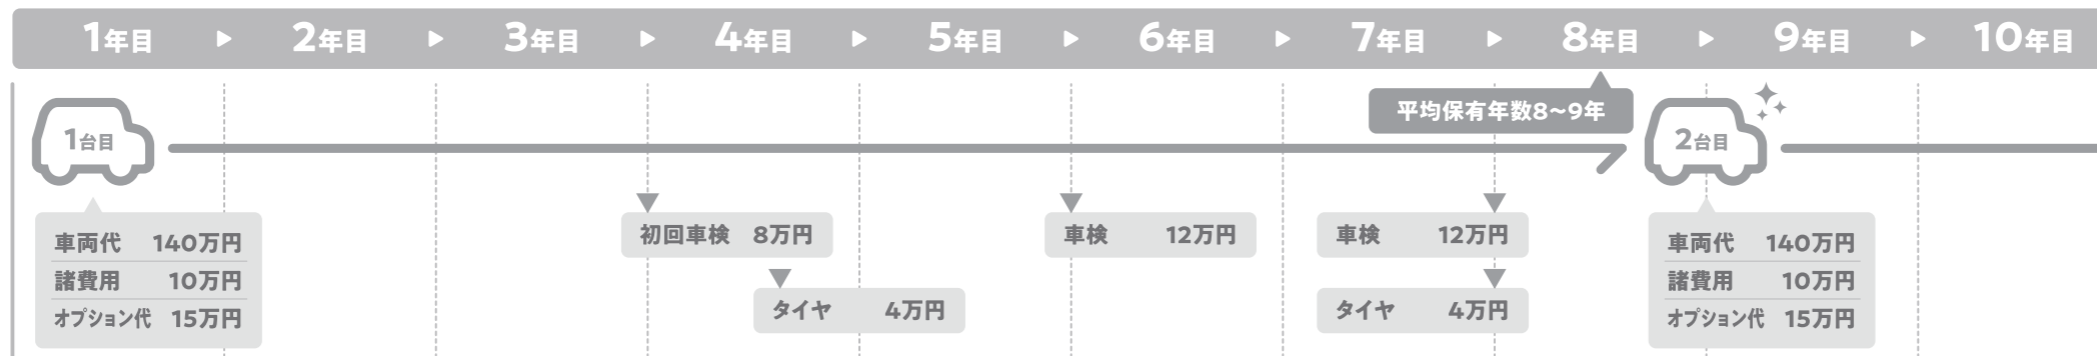 1年目 ▶ 2年目 ▶ 3年目 ▶ 4年目 ▶ 5年目 ▶ 6年目 ▶ 7年目 ▶ 8年目 ▶ 9年目 ▶ 10年目
平均保有年数8~9年
1台目
2台目
車両代 140万円
諸費用 10万円
オプション代 15万円
初回車検 8万円
タイヤ 4万円
車検 12万円
車検 12万円
タイヤ 4万円
車両代 140万円
諸費用 10万円
オプション代 15万円